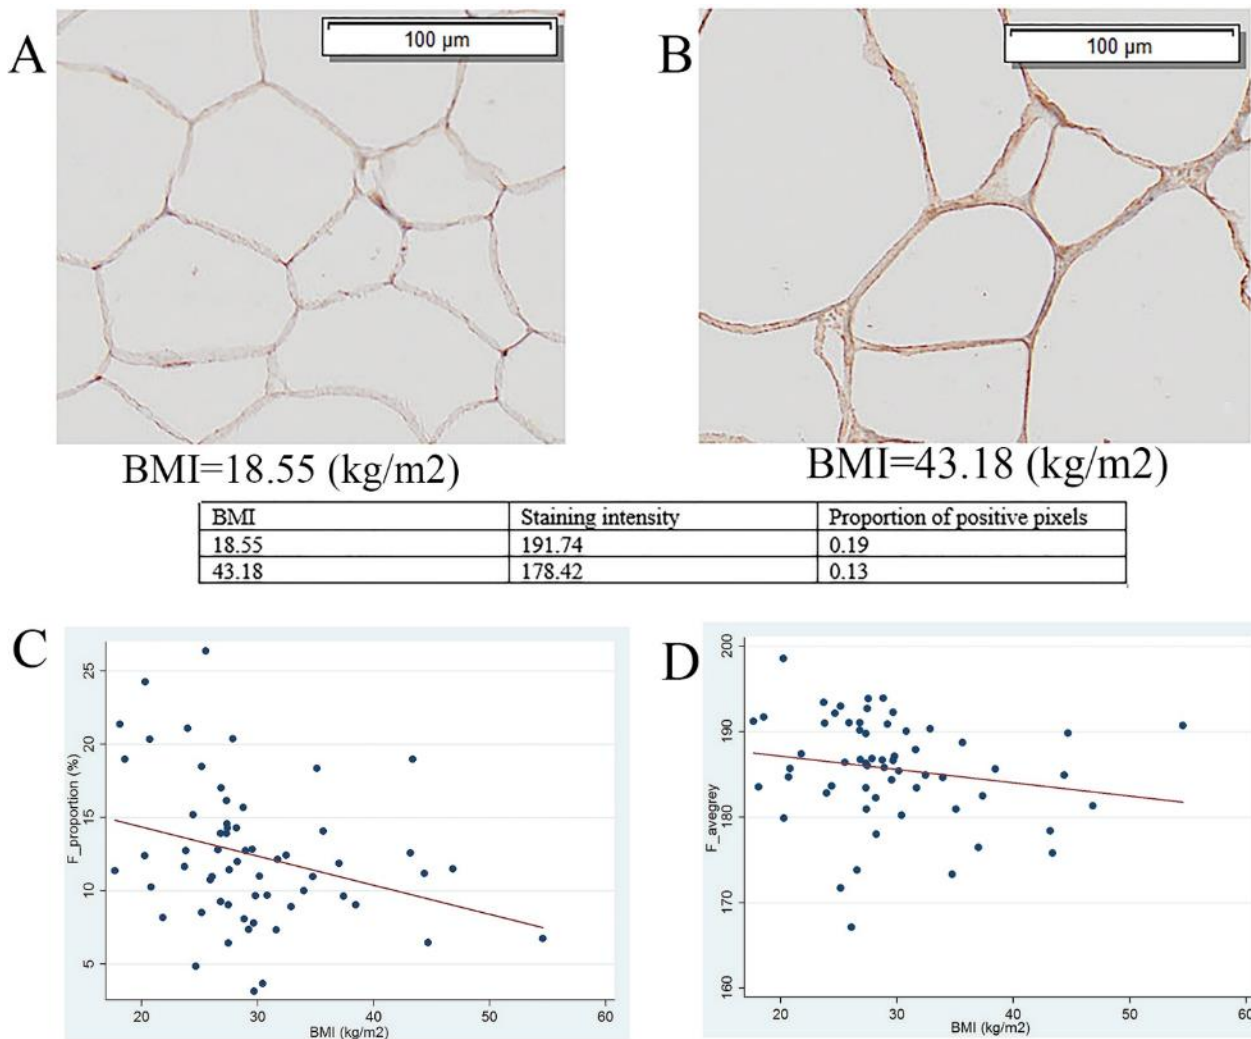 A
100 µm
B
100 µm
BMI=18.55 (kg/m2)
BMI=43.18 (kg/m2)
BMI Staining intensity Proportion of positive pixels
18.55 191.74 0.19
43.18 178.42 0.13
C
F_proportion (%)
25
20
15
10
5
20 30 40 50 60
BMI (kg/m2)
D
F_avegrey
200
190
180
170
160
20 30 40 50 60
BMI (kg/m2)